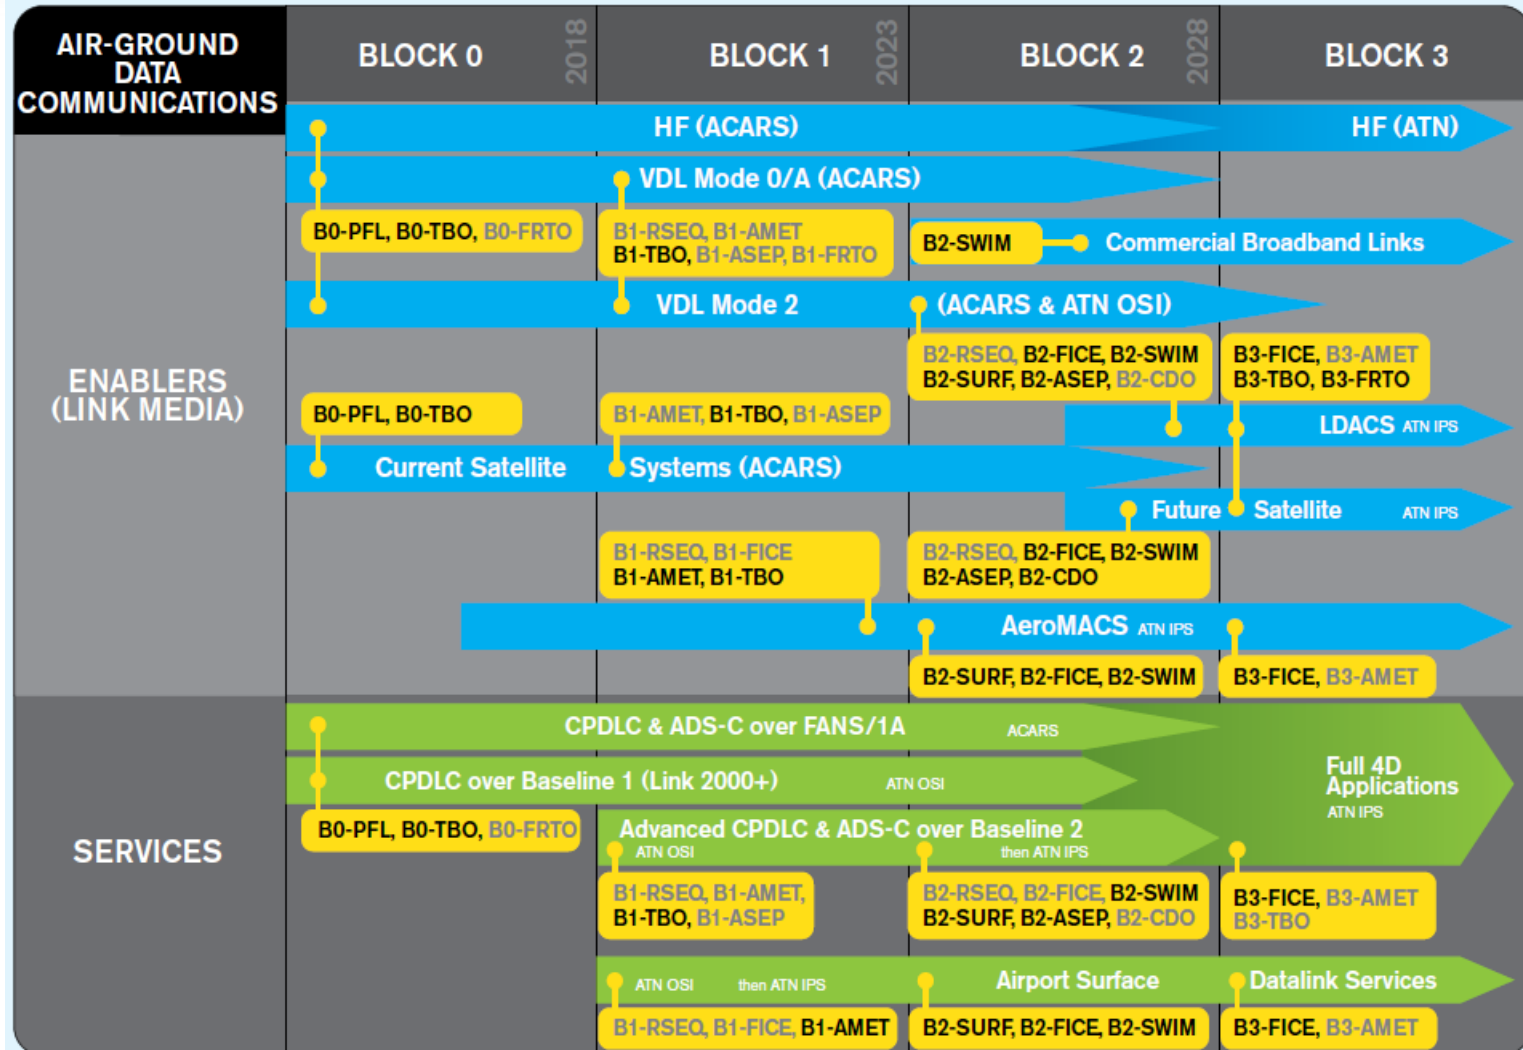 AIR-GROUND
DATA
COMMUNICATIONS
BLOCK 0
2018
BLOCK 1
2023
BLOCK 2
2028
BLOCK 3
ENABLERS
(LINK MEDIA)
HF (ACARS)
HF (ATN)
VDL Mode 0/A (ACARS)
B0-PFL, B0-TBO, B0-FRTO
B1-RSEQ, B1-AMET
B1-TBO, B1-ASEP, B1-FRTO
B2-SWIM
Commercial Broadband Links
VDL Mode 2
(ACARS & ATN OSI)
B2-RSEQ, B2-FICE, B2-SWIM
B2-SURF, B2-ASEP, B2-CDO
B3-FICE, B3-AMET
B3-TBO, B3-FRTO
B0-PFL, B0-TBO
B1-AMET, B1-TBO, B1-ASEP
LDACS ATN IPS
Current Satellite Systems (ACARS)
Future Satellite ATN IPS
B1-RSEQ, B1-FICE
B1-AMET, B1-TBO
B2-RSEQ, B2-FICE, B2-SWIM
B2-ASEP, B2-CDO
AeroMACS ATN IPS
B2-SURF, B2-FICE, B2-SWIM
B3-FICE, B3-AMET
SERVICES
CPDLC & ADS-C over FANS/1A ACARS
CPDLC over Baseline 1 (Link 2000+) ATN OSI
Full 4D
Applications
ATN IPS
B0-PFL, B0-TBO, B0-FRTO
Advanced CPDLC & ADS-C over Baseline 2
ATN OSI then ATN IPS
B1-RSEQ, B1-AMET,
B1-TBO, B1-ASEP
B2-RSEQ, B2-FICE, B2-SWIM
B2-SURF, B2-ASEP, B2-CDO
B3-FICE, B3-AMET
B3-TBO
ATN OSI then ATN IPS Airport Surface Datalink Services
B1-RSEQ, B1-FICE, B1-AMET
B2-SURF, B2-FICE, B2-SWIM
B3-FICE, B3-AMET